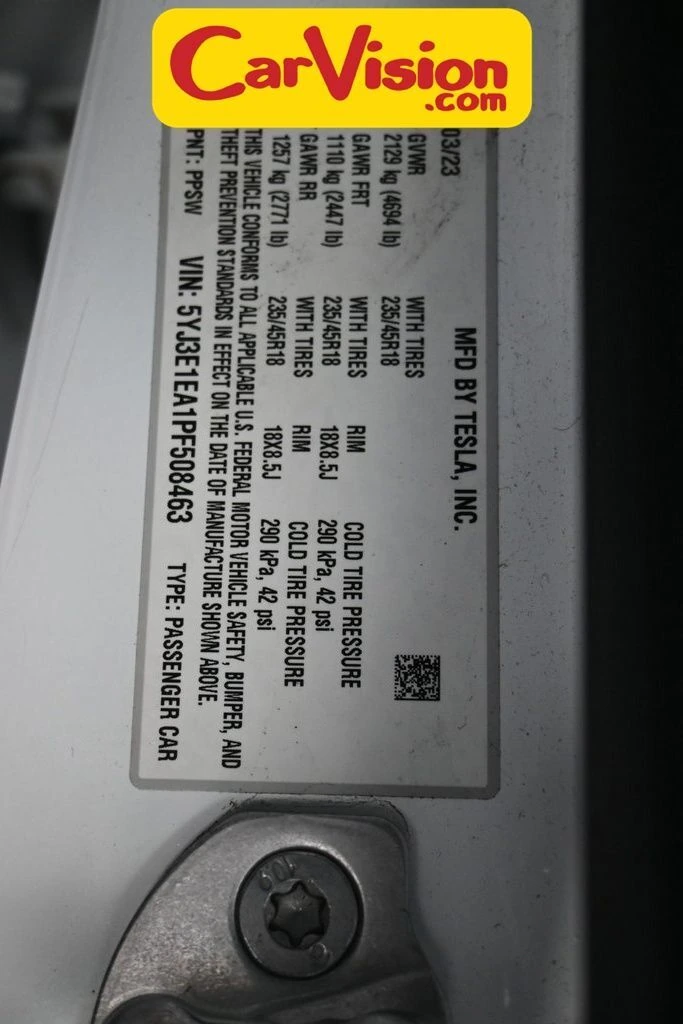 CarVision
.com
MFD BY TESLA, INC.
03/23
GVWR
2129 kg (4694 lb) WITH TIRES
235/45R18
GAWR FRT
1110 kg (2447 lb) WITH TIRES RIM COLD TIRE PRESSURE
235/45R18 18X8.5J 290 kPa, 42 psi
GAWR RR
1257 kg (2771 lb) WITH TIRES RIM COLD TIRE PRESSURE
235/45R18 18X8.5J 290 kPa, 42 psi
THIS VEHICLE CONFORMS TO ALL APPLICABLE U.S. FEDERAL MOTOR VEHICLE SAFETY, BUMPER, AND
THEFT PREVENTION STANDARDS IN EFFECT ON THE DATE OF MANUFACTURE SHOWN ABOVE.
PNT: PPSW VIN: 5YJ3E1EA1PF508463 TYPE: PASSENGER CAR